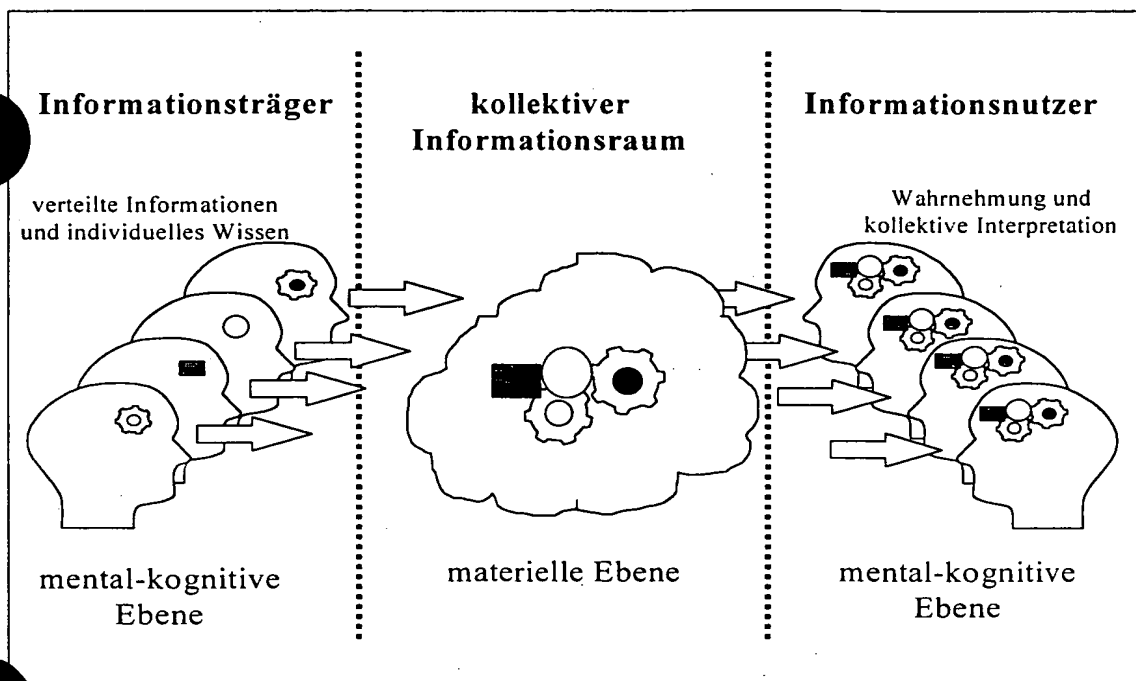 Informationsträger
verteilte Informationen
und individuelles Wissen
mental-kognitive
Ebene
kollektiver
Informationsraum
materielle Ebene
Informationsnutzer
Wahrnehmung und
kollektive Interpretation
mental-kognitive
Ebene